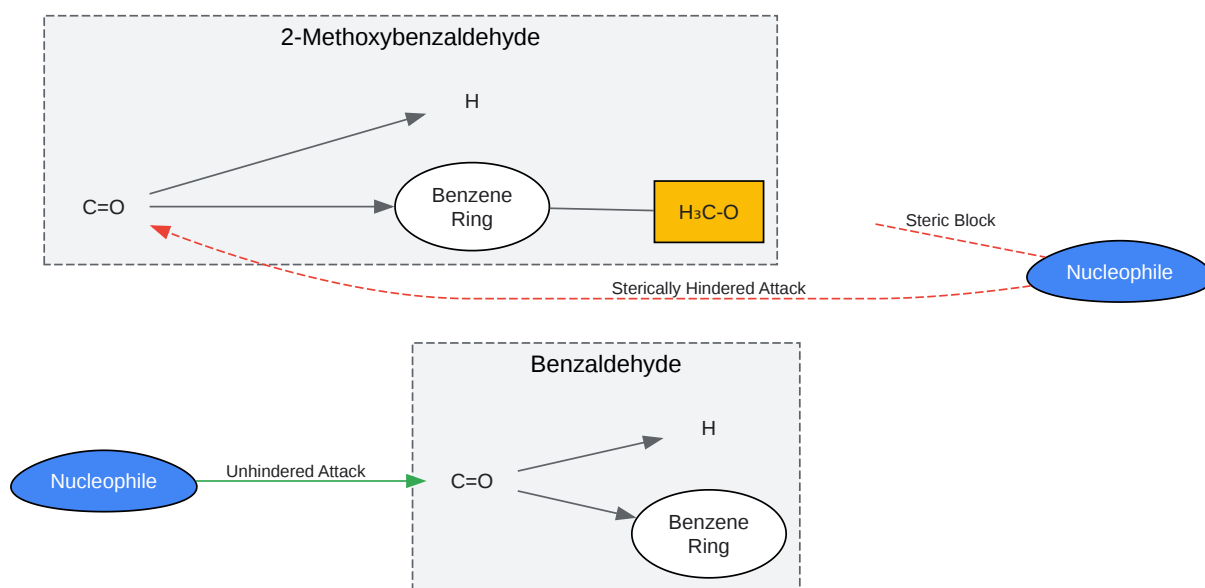 2-Methoxybenzaldehyde
H
C=O
Benzene
Ring
H₃C-O
Steric Block
Nucleophile
Sterically Hindered Attack
Benzaldehyde
H
Nucleophile
Unhindered Attack
C=O
Benzene
Ring